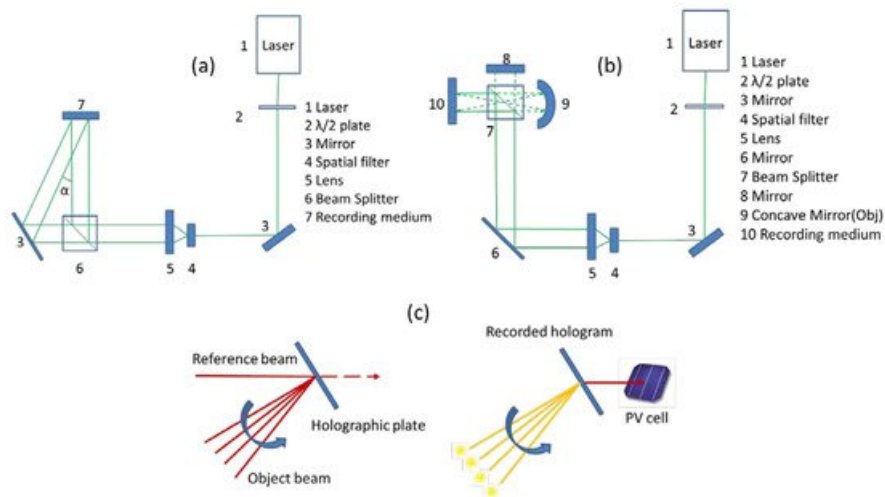 (a)
1
Laser
2
7
α
3
6
5
4
3
1 Laser
2 λ/2 plate
3 Mirror
4 Spatial filter
5 Lens
6 Beam Splitter
7 Recording medium
(b)
1
Laser
2
8
10
9
7
6
5
4
3
1 Laser
2 λ/2 plate
3 Mirror
4 Spatial filter
5 Lens
6 Mirror
7 Beam Splitter
8 Mirror
9 Concave Mirror(Obj)
10 Recording medium
(c)
Reference beam
Holographic plate
Object beam
Recorded hologram
PV cell